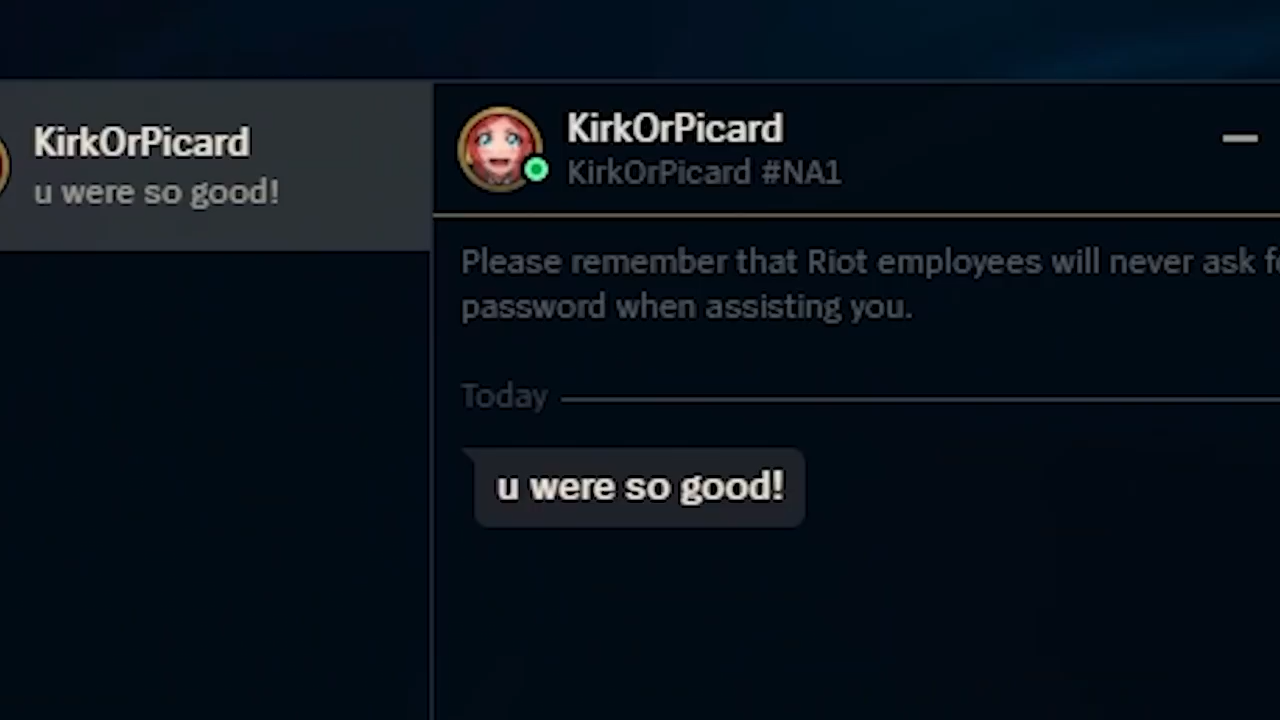 KirkOrPicard
u were so good!
KirkOrPicard
KirkOrPicard #NA1
Please remember that Riot employees will never ask
password when assisting you.
Today
u were so good!